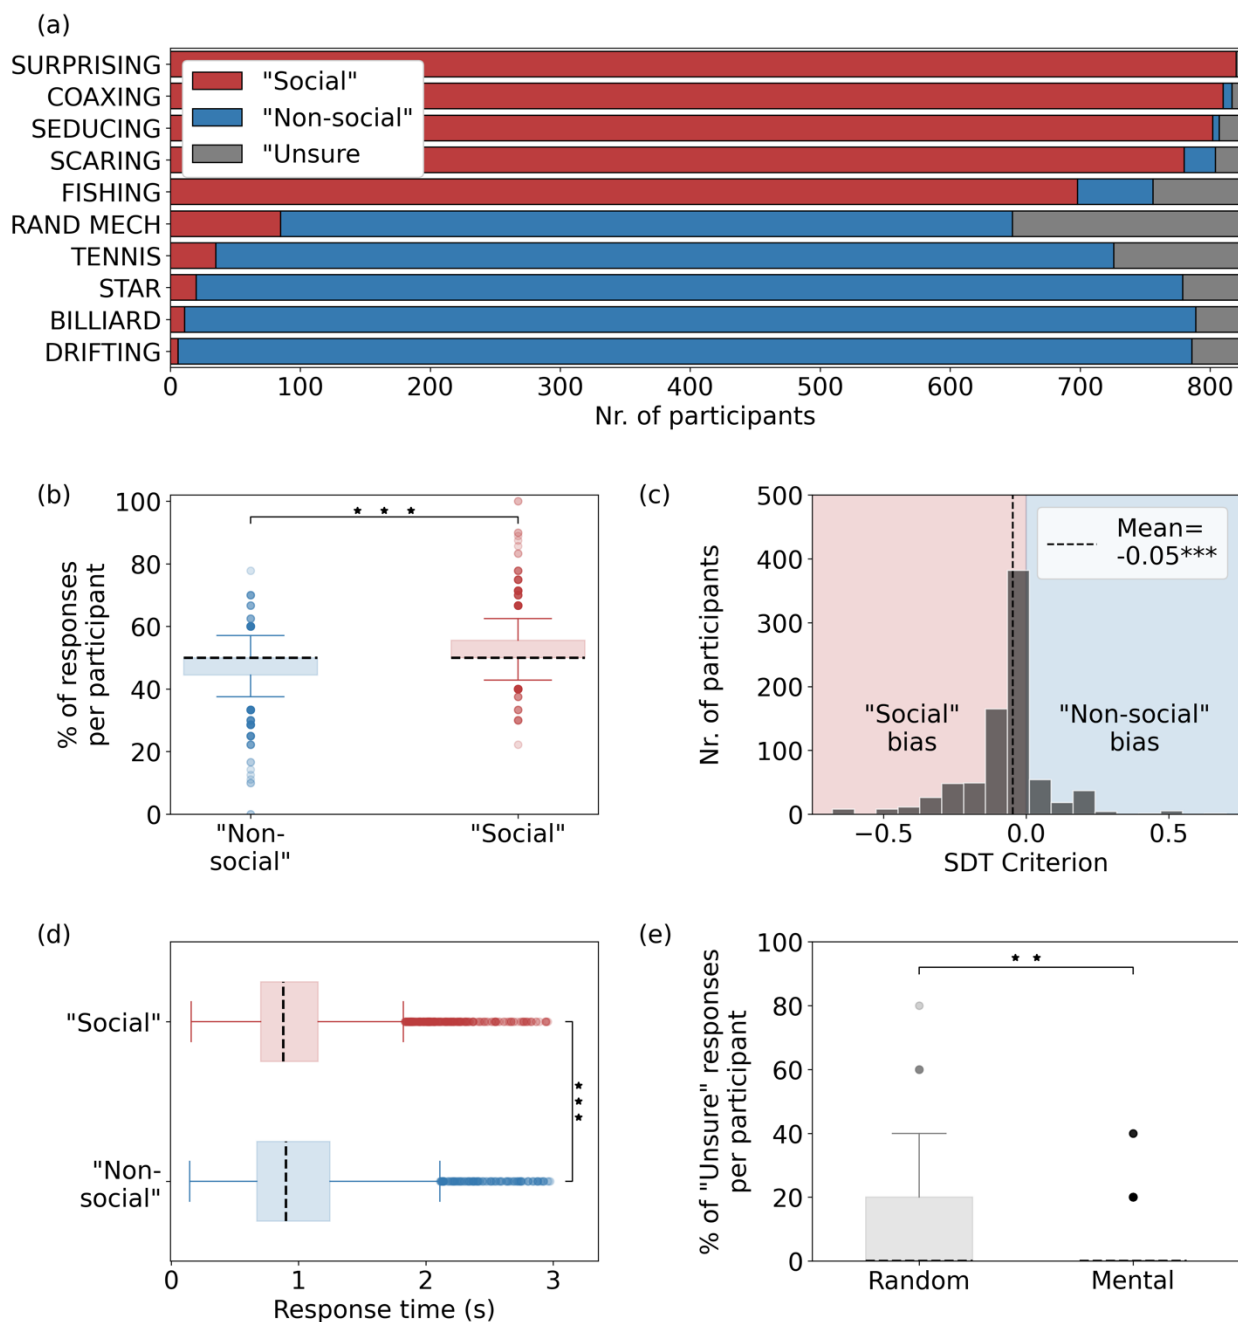 (a)
SURPRISING
COAXING
SEDUCING
SCARING
FISHING
RAND MECH
TENNIS
STAR
BILLIARD
DRIFTING
"Social"
"Non-social"
"Unsure
0 100 200 300 400 500 600 700 800
Nr. of participants
(b)
% of responses
per participant
100
80
60
40
20
0
★ ★ ★
"Non-
social"
"Social"
(c)
Nr. of participants
500
400
300
200
100
0
Mean=
-0.05***
"Social"
bias
"Non-social"
bias
−0.5 0.0 0.5
SDT Criterion
(d)
"Social"
"Non-
social"
★ ★ ★
0 1 2 3
Response time (s)
(e)
% of "Unsure" responses
per participant
100
80
60
40
20
0
★ ★
Random Mental